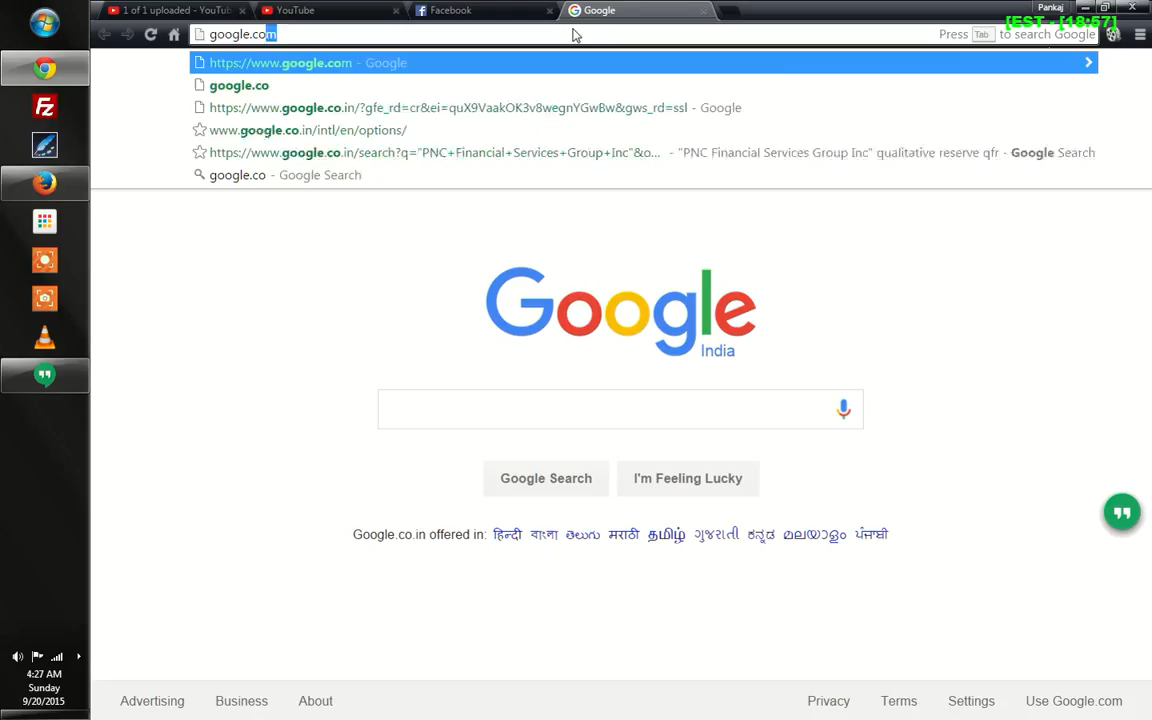 1 of 1 uploaded - YouTub
YouTube
Facebook
Google
Pankaj
[EST - [18:57]
google.com
Press Tab to search Google
https://www.google.com - Google
google.co
https://www.google.co.in/?gfe_rd=cr&ei=quX9VaakOK3v8wegnYGwBw&gws_rd=ssl - Google
www.google.co.in/intl/en/options/
https://www.google.co.in/search?q="PNC+Financial+Services+Group+Inc"&o... - "PNC Financial Services Group Inc" qualitative reserve qfr - Google Search
google.co - Google Search
Google
India
Google Search
I'm Feeling Lucky
Google.co.in offered in: हिन्दी বাংলা తెలుగు मराठी தமிழ் ગુજરાતી ಕನ್ನಡ മലയാളം ਪੰਜਾਬੀ
4:27 AM
Sunday
9/20/2015
Advertising
Business
About
Privacy
Terms
Settings
Use Google.com